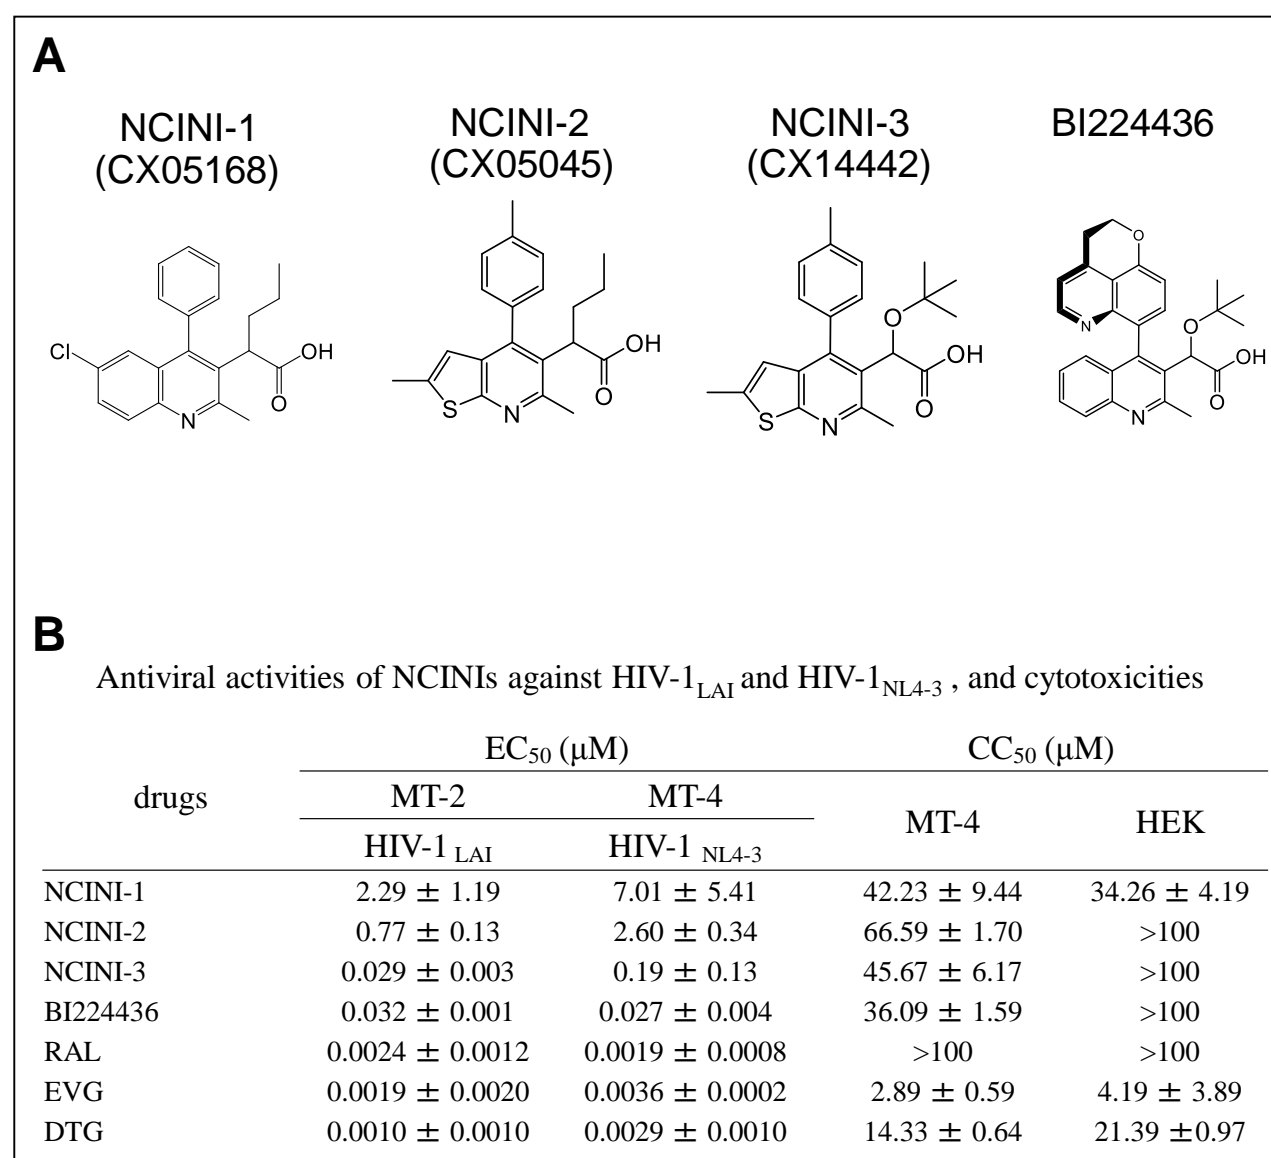 A
NCINI-1
(CX05168)
NCINI-2
(CX05045)
NCINI-3
(CX14442)
BI224436
Cl
N
O
OH
S
N
O
OH
S
N
O
O
OH
O
N
O
N
O
OH
B
Antiviral activities of NCINIs against HIV-1LAI and HIV-1NL4-3 , and cytotoxicities
drugs EC50 (μM) CC50 (μM)
MT-2 MT-4 MT-4 HEK
HIV-1 LAI HIV-1 NL4-3
NCINI-1 2.29 ± 1.19 7.01 ± 5.41 42.23 ± 9.44 34.26 ± 4.19
NCINI-2 0.77 ± 0.13 2.60 ± 0.34 66.59 ± 1.70 >100
NCINI-3 0.029 ± 0.003 0.19 ± 0.13 45.67 ± 6.17 >100
BI224436 0.032 ± 0.001 0.027 ± 0.004 36.09 ± 1.59 >100
RAL 0.0024 ± 0.0012 0.0019 ± 0.0008 >100 >100
EVG 0.0019 ± 0.0020 0.0036 ± 0.0002 2.89 ± 0.59 4.19 ± 3.89
DTG 0.0010 ± 0.0010 0.0029 ± 0.0010 14.33 ± 0.64 21.39 ±0.97